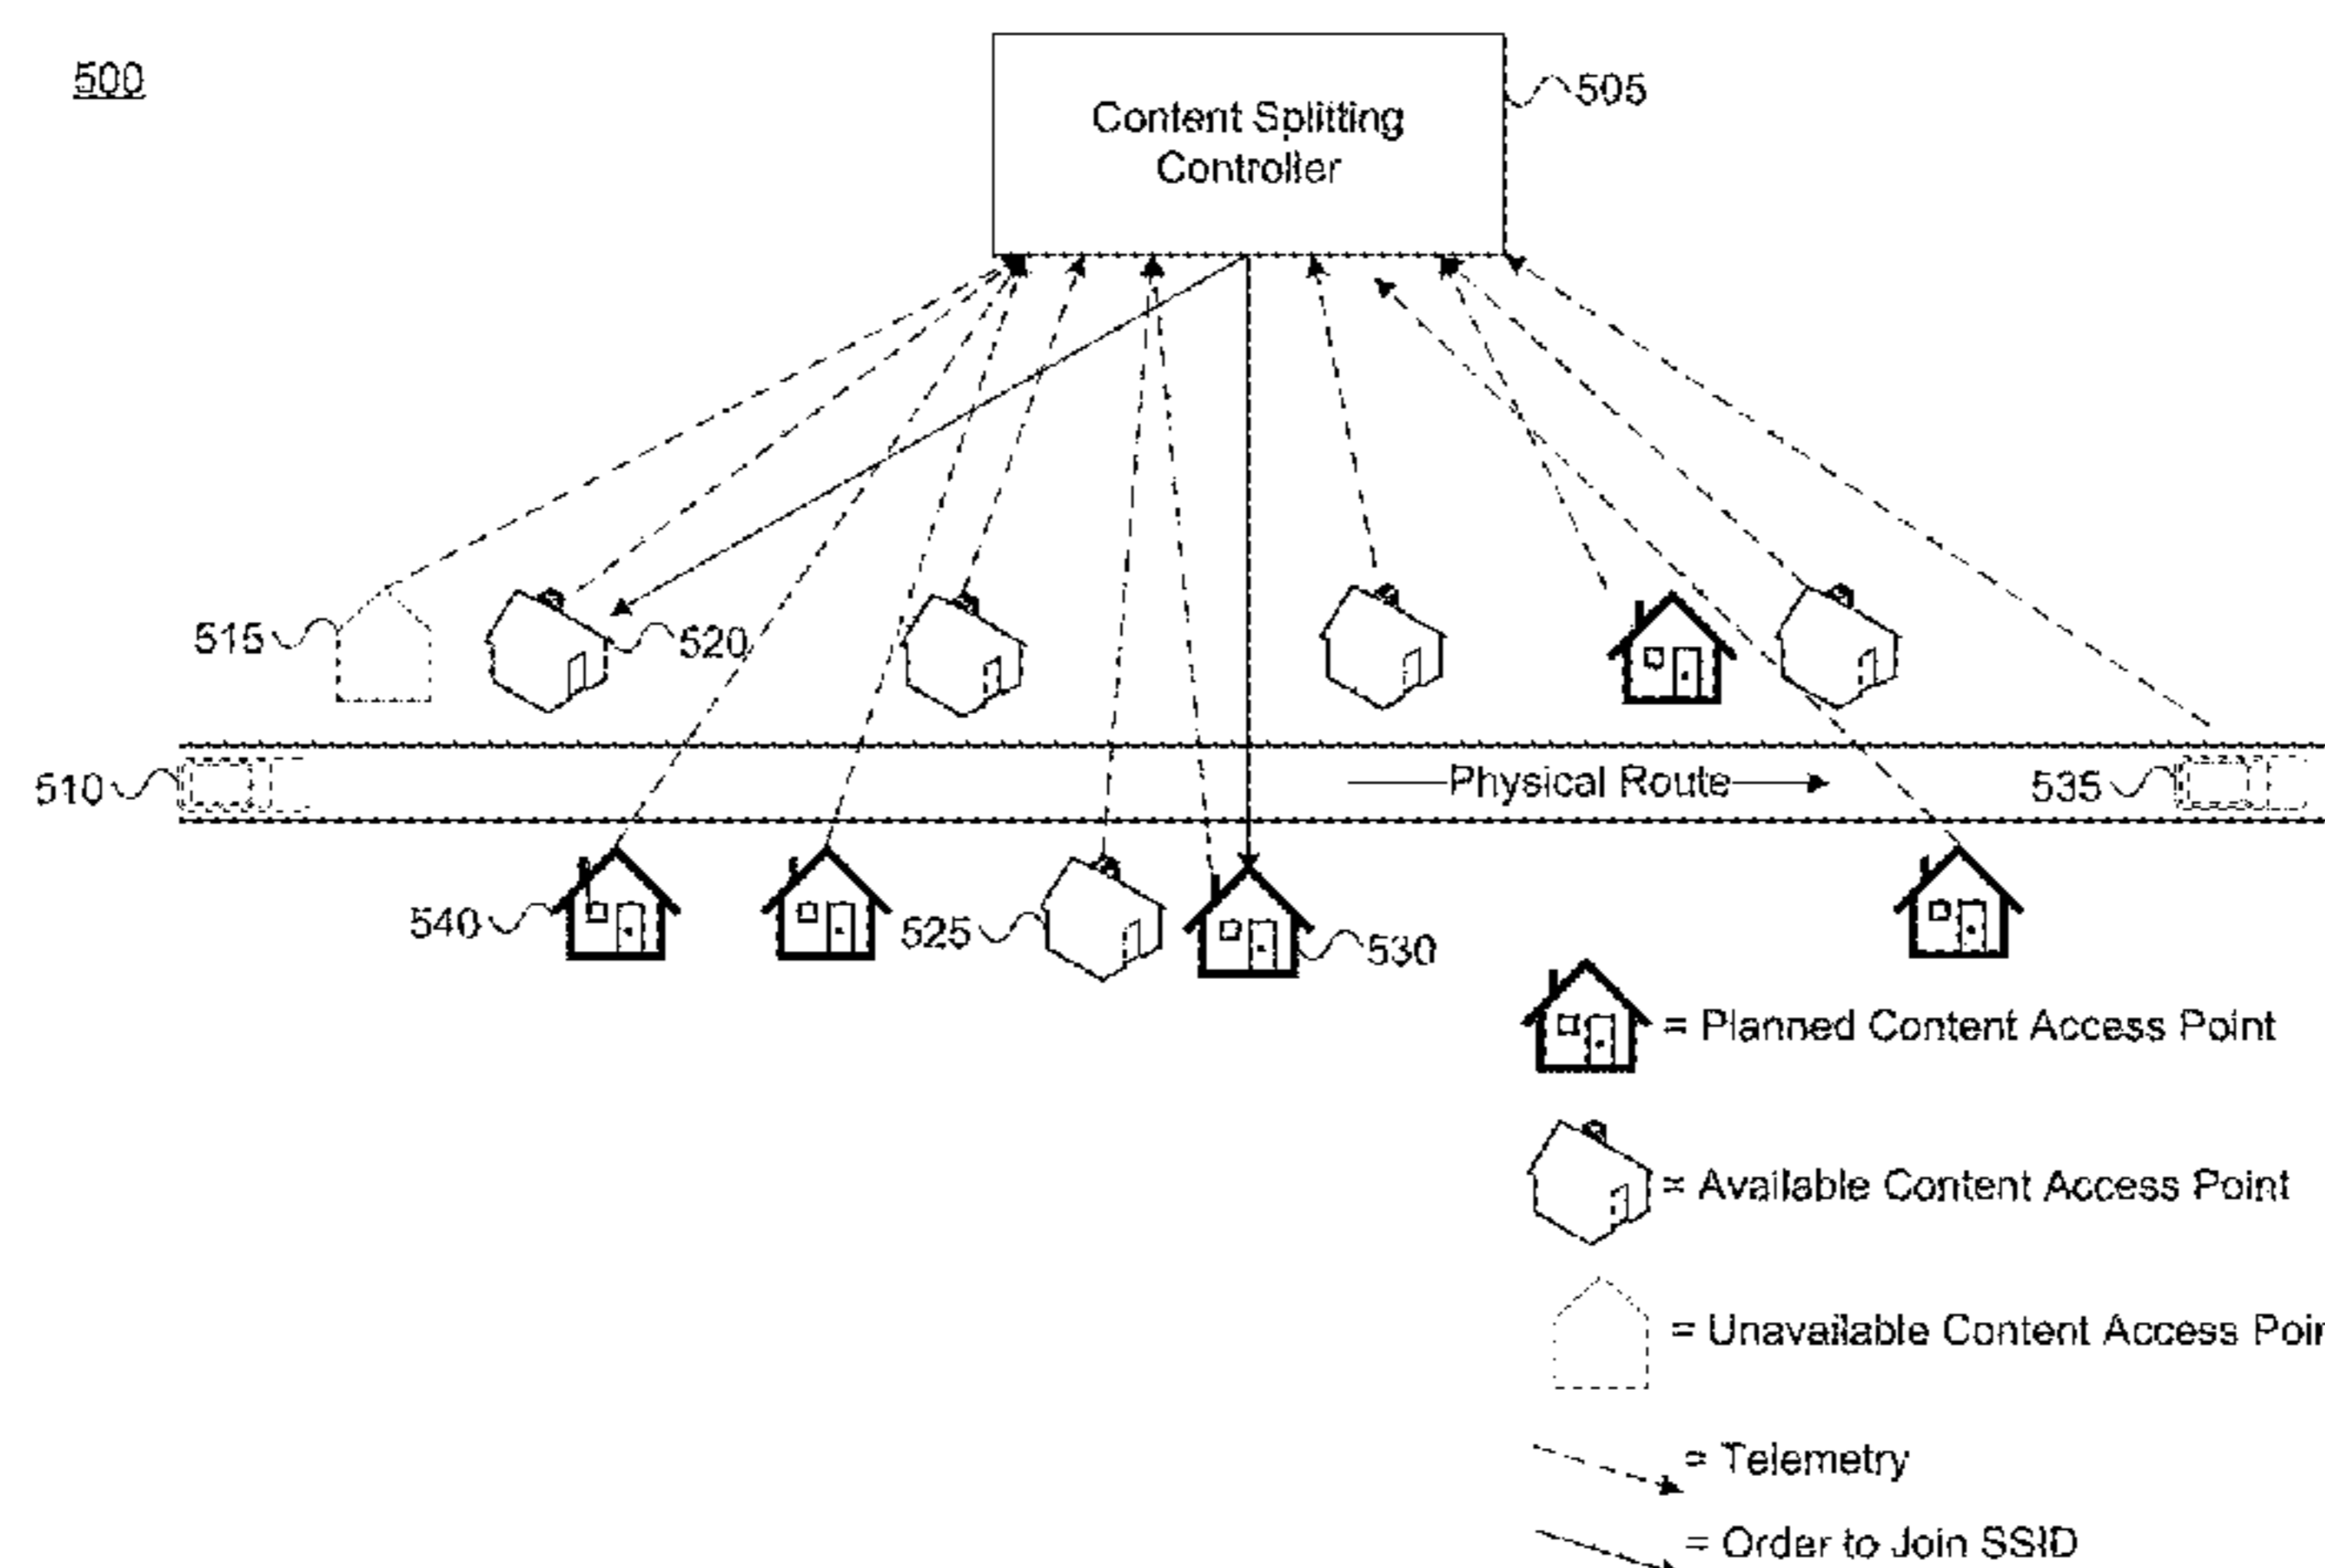 500
505
Content Splitting
Controller
515
520
510
Physical Route
535
540
525
530
= Planned Content Access Point
= Available Content Access Point
= Unavailable Content Access Poin
= Telemetry
= Order to Join SSID